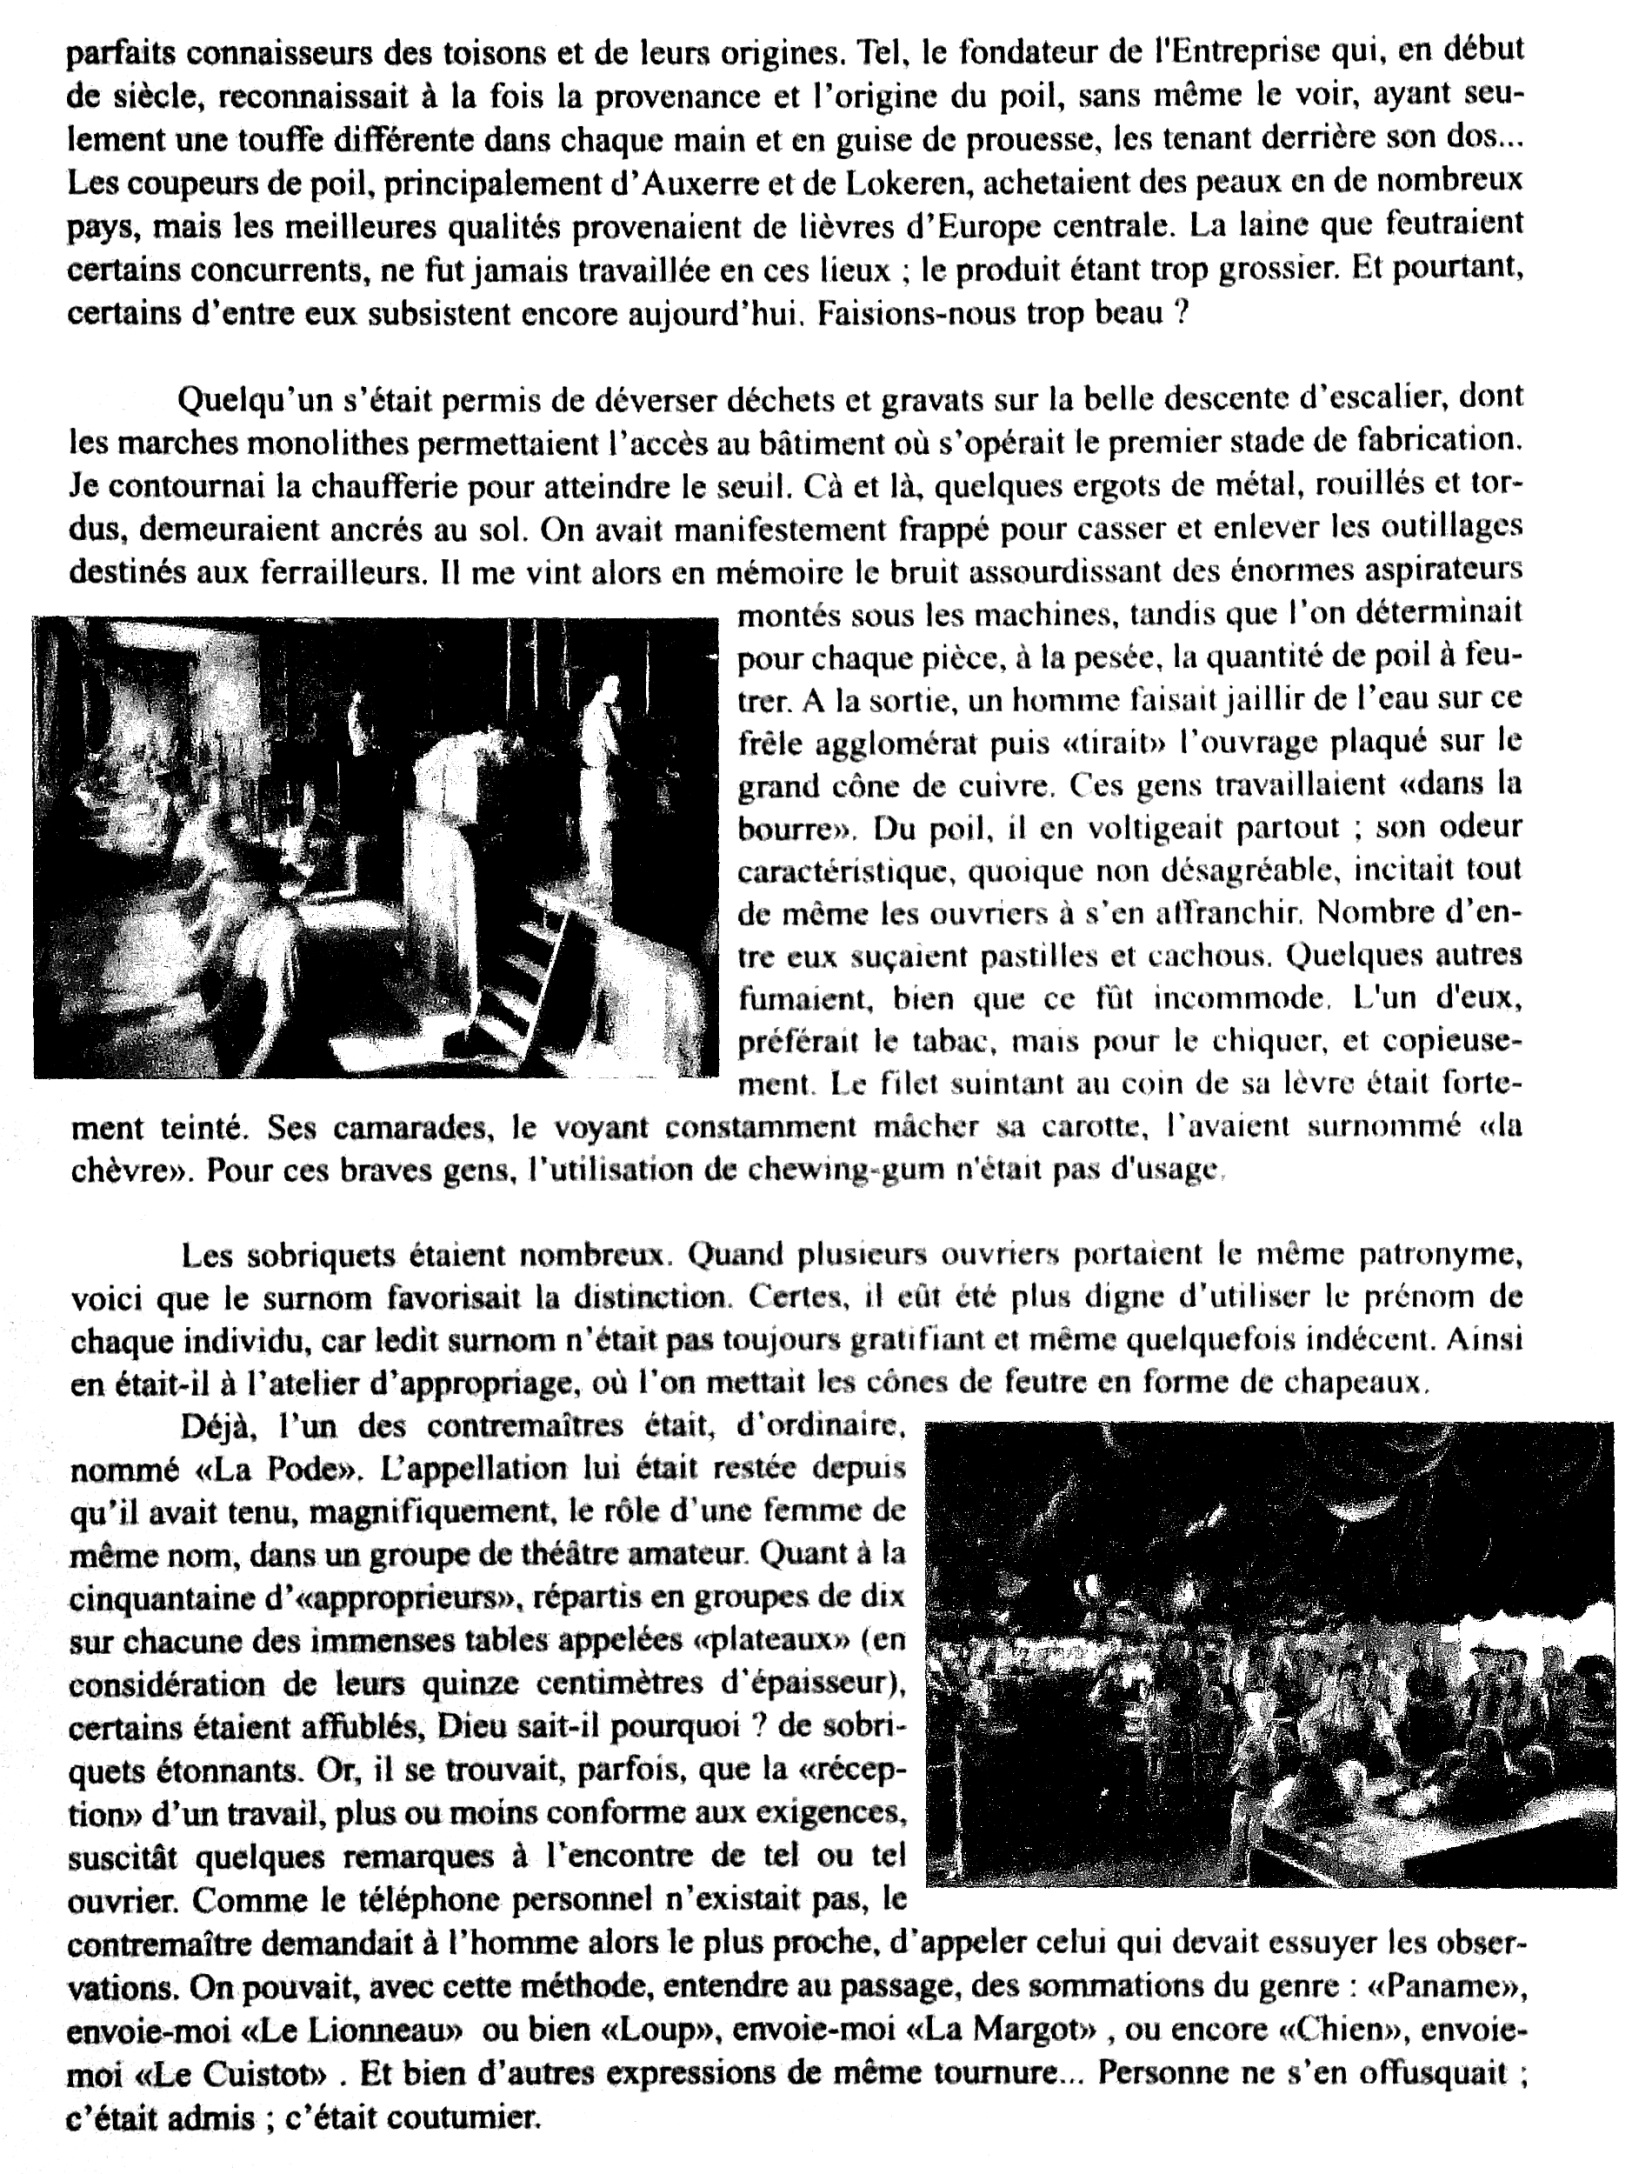 parfaits connaisseurs des toisons et de leurs origines. Tel, le fondateur de l'Entreprise qui, en début
de siècle, reconnaissait à la fois la provenance et l'origine du poil, sans même le voir, ayant seu-
lement une touffe différente dans chaque main et en guise de prouesse, les tenant derrière son dos...
Les coupeurs de poil, principalement d'Auxerre et de Lokeren, achetaient des peaux en de nombreux
pays, mais les meilleures qualités provenaient de lièvres d'Europe centrale. La laine que feutraient
certains concurrents, ne fut jamais travaillée en ces lieux ; le produit étant trop grossier. Et pourtant,
certains d'entre eux subsistent encore aujourd'hui. Faisions-nous trop beau ?
Quelqu'un s'était permis de déverser déchets et gravats sur la belle descente d'escalier, dont
les marches monolithes permettaient l'accès au bâtiment où s'opérait le premier stade de fabrication.
Je contournai la chaufferie pour atteindre le seuil. Cà et là, quelques ergots de métal, rouillés et tor-
dus, demeuraient ancrés au sol. On avait manifestement frappé pour casser et enlever les outillages
destinés aux ferrailleurs. Il me vint alors en mémoire le bruit assourdissant des énormes aspirateurs
montés sous les machines, tandis que l'on déterminait
pour chaque pièce, à la pesée, la quantité de poil à feu-
trer. A la sortie, un homme faisait jaillir de l'eau sur ce
frêle agglomérat puis «tirait» l'ouvrage plaqué sur le
grand cône de cuivre. Ces gens travaillaient «dans la
bourre». Du poil, il en voltigeait partout ; son odeur
caractéristique, quoique non désagréable, incitait tout
de même les ouvriers à s'en affranchir. Nombre d'en-
tre eux suçaient pastilles et cachous. Quelques autres
fumaient, bien que ce fût incommode. L'un d'eux,
préférait le tabac, mais pour le chiquer, et copieuse-
ment. Le filet suintant au coin de sa lèvre était forte-
ment teinté. Ses camarades, le voyant constamment mâcher sa carotte, l'avaient surnommé «la
chèvre». Pour ces braves gens, l'utilisation de chewing-gum n'était pas d'usage.
Les sobriquets étaient nombreux. Quand plusieurs ouvriers portaient le même patronyme,
voici que le surnom favorisait la distinction. Certes, il eût été plus digne d'utiliser le prénom de
chaque individu, car ledit surnom n'était pas toujours gratifiant et même quelquefois indécent. Ainsi
en était-il à l'atelier d'appropriage, où l'on mettait les cônes de feutre en forme de chapeaux.
Déjà, l'un des contremaîtres était, d'ordinaire,
nommé «La Pode». L'appellation lui était restée depuis
qu'il avait tenu, magnifiquement, le rôle d'une femme de
même nom, dans un groupe de théâtre amateur. Quant à la
cinquantaine d'«approprieurs», répartis en groupes de dix
sur chacune des immenses tables appelées «plateaux» (en
considération de leurs quinze centimètres d'épaisseur),
certains étaient affublés, Dieu sait-il pourquoi ? de sobri-
quets étonnants. Or, il se trouvait, parfois, que la «récep-
tion» d'un travail, plus ou moins conforme aux exigences,
suscitât quelques remarques à l'encontre de tel ou tel
ouvrier. Comme le téléphone personnel n'existait pas, le
contremaître demandait à l'homme alors le plus proche, d'appeler celui qui devait essuyer les obser-
vations. On pouvait, avec cette méthode, entendre au passage, des sommations du genre : «Paname»,
envoie-moi «Le Lionneau» ou bien «Loup», envoie-moi «La Margot» , ou encore «Chien», envoie-
moi «Le Cuistot» . Et bien d'autres expressions de même tournure... Personne ne s'en offusquait ;
c'était admis ; c'était coutumier.